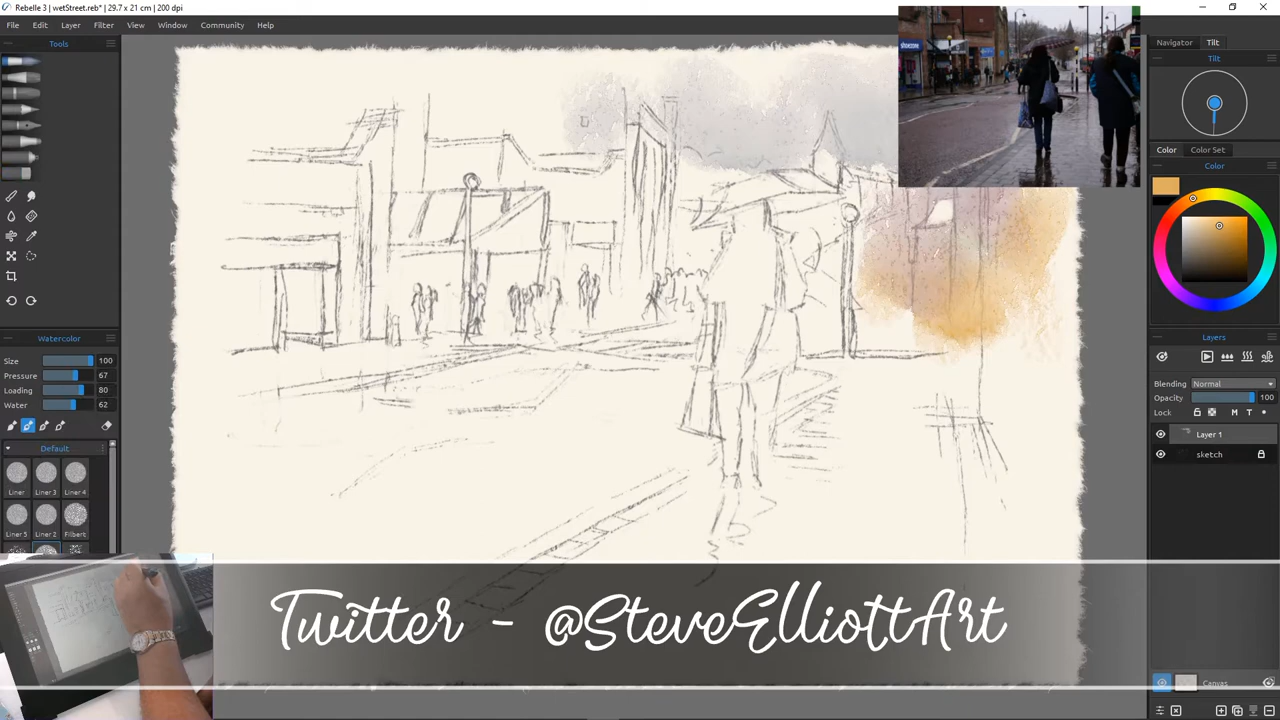 Rebelle 3 | wetStreet.reb* | 29.7 x 21 cm | 200 dpi
File Edit Layer Filter View Window Community Help
Tools
Navigator Tilt
Tilt
Color Color Set
Color
Watercolor
Size 100
Pressure 67
Loading 80
Water 62
Default
Liner Liner 3 Liner 4
Liner 5 Liner 2 Filbert
Layers
Blending Normal
Opacity 100
Lock M T
Layer 1
sketch
Canvas
Twitter - @SteveElliottArt